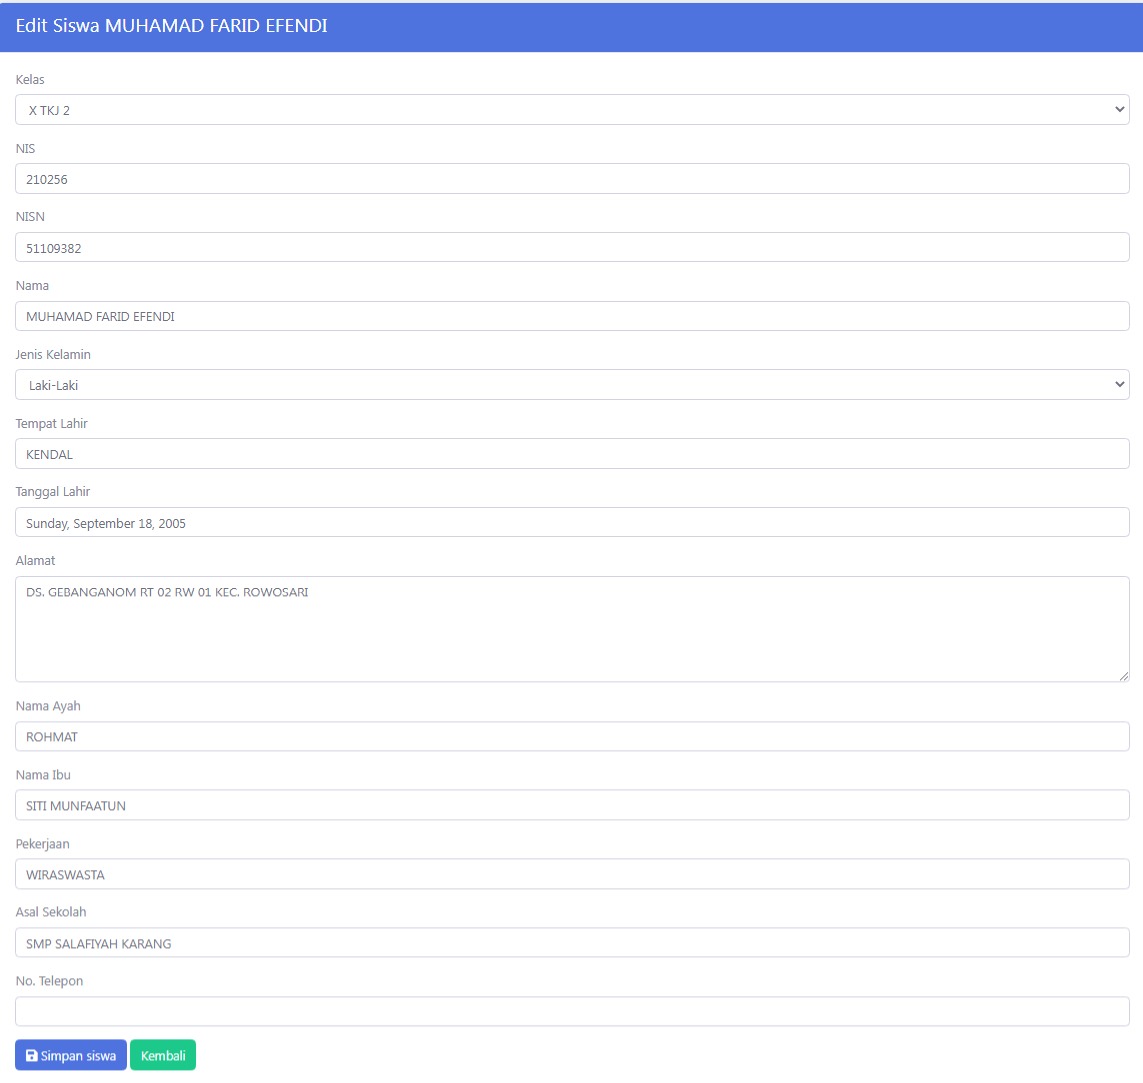 Edit Siswa MUHAMAD FARID EFENDI
Kelas
X TKJ 2
NIS
210256
NISN
51109382
Nama
MUHAMAD FARID EFENDI
Jenis Kelamin
Laki-Laki
Tempat Lahir
KENDAL
Tanggal Lahir
Sunday, September 18, 2005
Alamat
DS. GEBANGANOM RT 02 RW 01 KEC. ROWOSARI
Nama Ayah
ROHMAT
Nama Ibu
SITI MUNFAATUN
Pekerjaan
WIRASWASTA
Asal Sekolah
SMP SALAFIYAH KARANG
No. Telepon
Simpan siswa Kembali